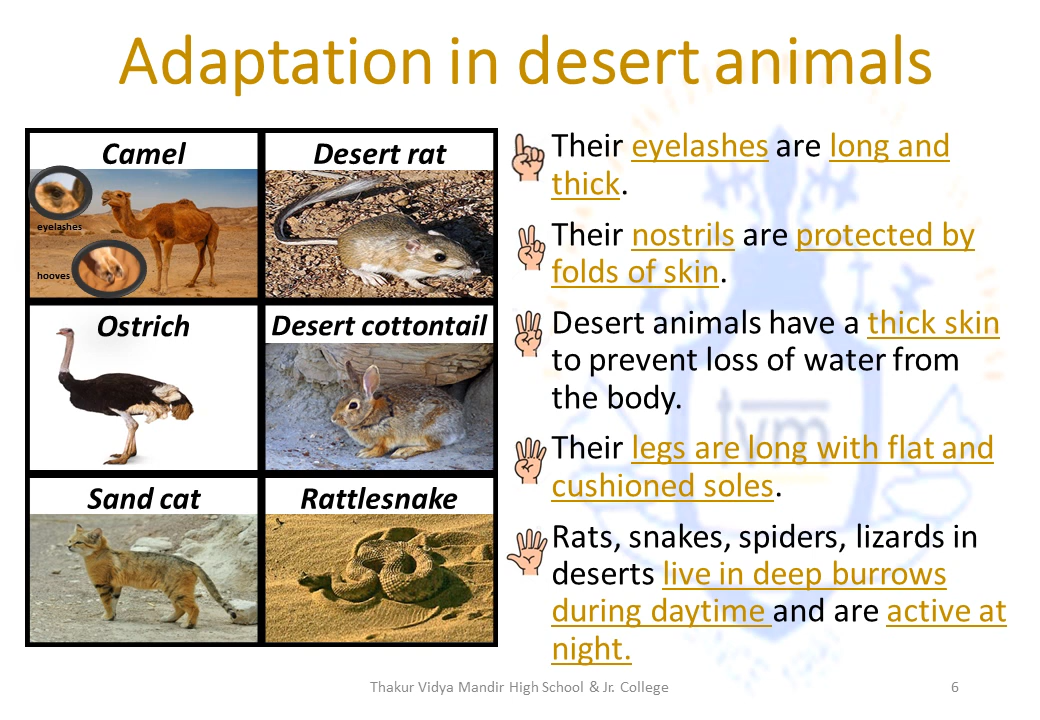 Adaptation in desert animals
Camel
Desert rat
eyelashes
hooves
Ostrich
Desert cottontail
Sand cat
Rattlesnake
Their eyelashes are long and
thick.
Their nostrils are protected by
folds of skin.
Desert animals have a thick skin
to prevent loss of water from
the body.
Their legs are long with flat and
cushioned soles.
Rats, snakes, spiders, lizards in
deserts live in deep burrows
during daytime and are active at
night.
tvm
Thakur Vidya Mandir High School & Jr. College
6